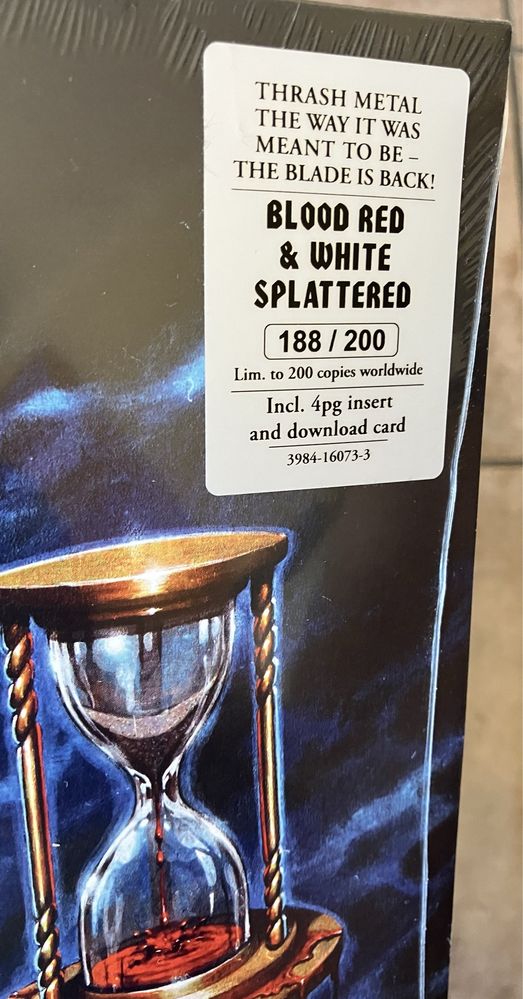 THRASH METAL
THE WAY IT WAS
MEANT TO BE –
THE BLADE IS BACK!
BLOOD RED
& WHITE
SPLATTERED
188 / 200
Lim. to 200 copies worldwide
Incl. 4pg insert
and download card
3984-16073-3